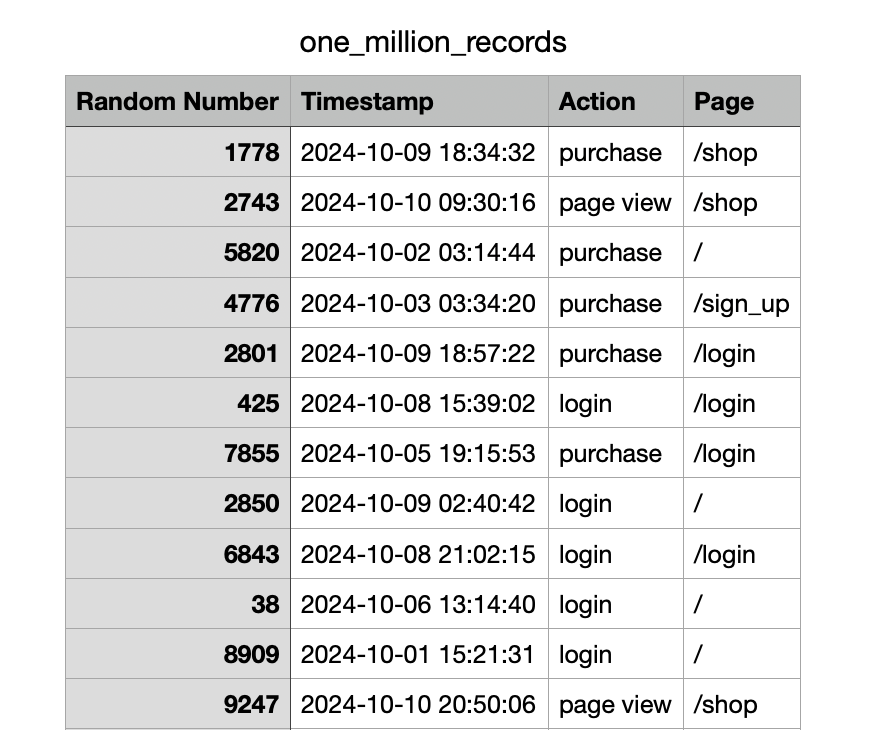 one_million_records
Random Number Timestamp Action Page
1778 2024-10-09 18:34:32 purchase /shop
2743 2024-10-10 09:30:16 page view /shop
5820 2024-10-02 03:14:44 purchase /
4776 2024-10-03 03:34:20 purchase /sign_up
2801 2024-10-09 18:57:22 purchase /login
425 2024-10-08 15:39:02 login /login
7855 2024-10-05 19:15:53 purchase /login
2850 2024-10-09 02:40:42 login /
6843 2024-10-08 21:02:15 login /login
38 2024-10-06 13:14:40 login /
8909 2024-10-01 15:21:31 login /
9247 2024-10-10 20:50:06 page view /shop